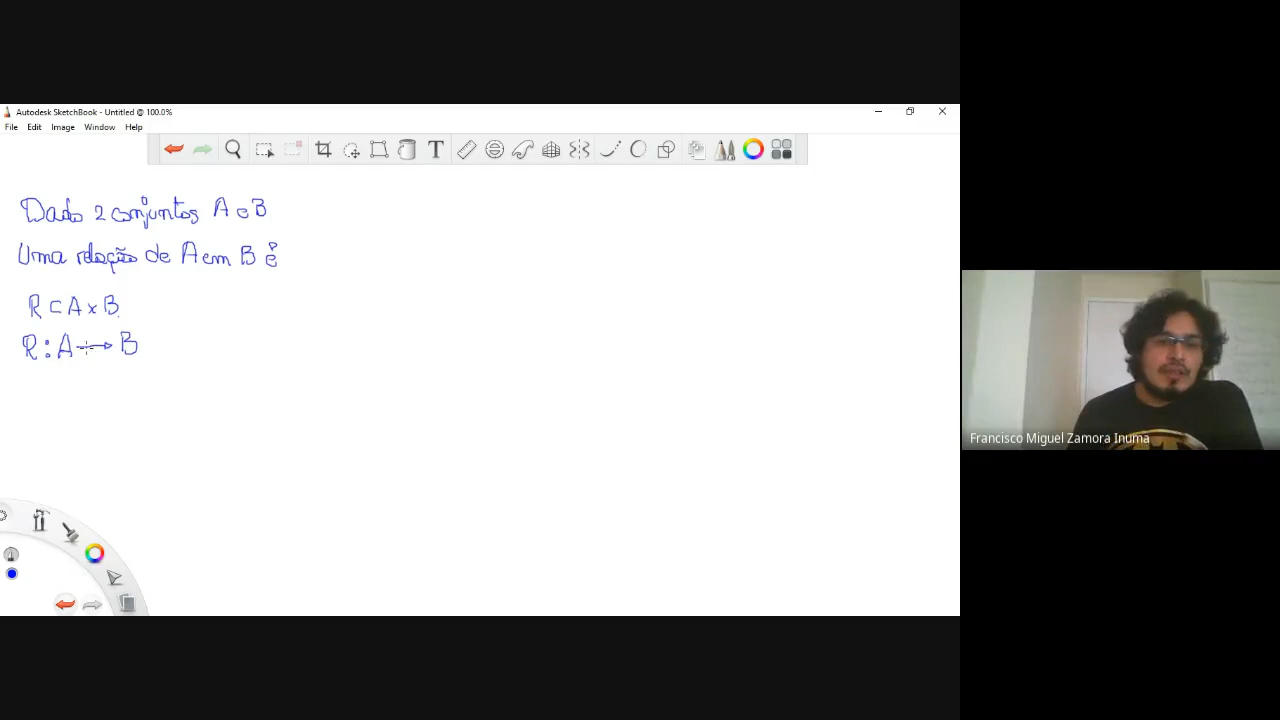 Autodesk SketchBook - Untitled @ 100.0%
File Edit Image Window Help
T
Dado 2 conjuntos A e B
Uma relação de A em B é
R ⊂ A × B
R : A → B
Francisco Miguel Zamora Inuma